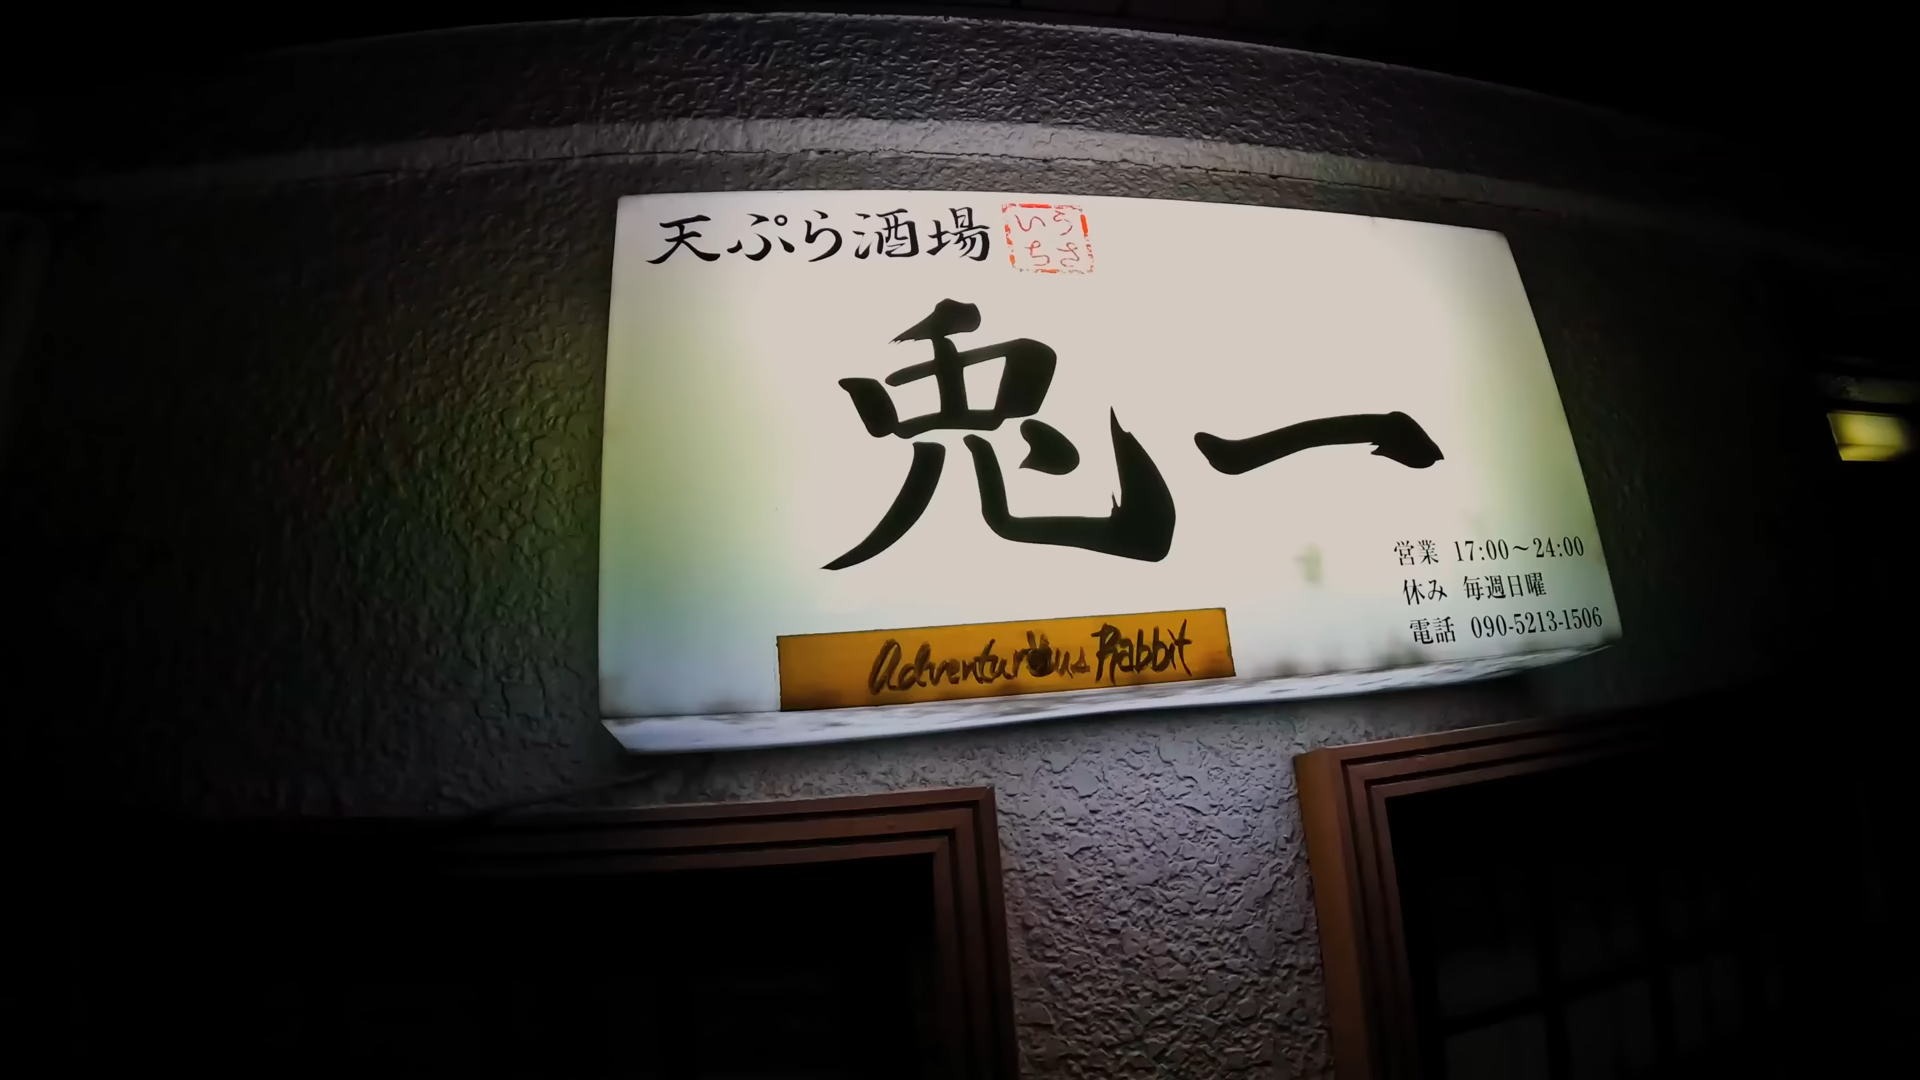 天ぷら酒場
うさ
いち
兎一
営業 17:00～24:00
休み 毎週日曜
電話 090-5213-1506
Adventurous Rabbit